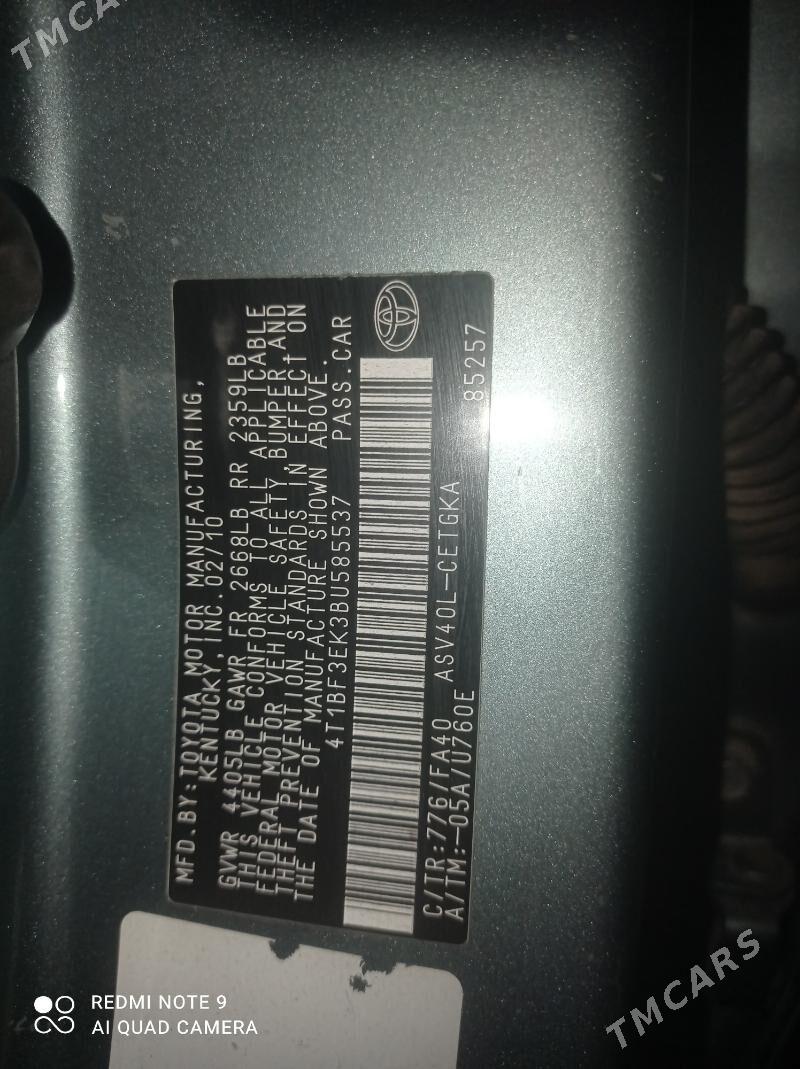 TMCARS
MFD.BY:TOYOTA MOTOR MANUFACTURING,
KENTUCKY, INC. 02/10
GVWR 4405LB GAWR FR 2668LB RR 2359LB
THIS VEHICLE CONFORMS TO ALL APPLICABLE
FEDERAL MOTOR VEHICLE SAFETY, BUMPER, AND
THEFT PREVENTION STANDARDS IN EFFECT ON
THE DATE OF MANUFACTURE SHOWN ABOVE.
4T1BF3EK3BU585537 PASS.CAR
C/TR:776/FA40 ASV40L-CETGKA
A/TM:-05A/U760E 85257
TMCARS
REDMI NOTE 9
AI QUAD CAMERA